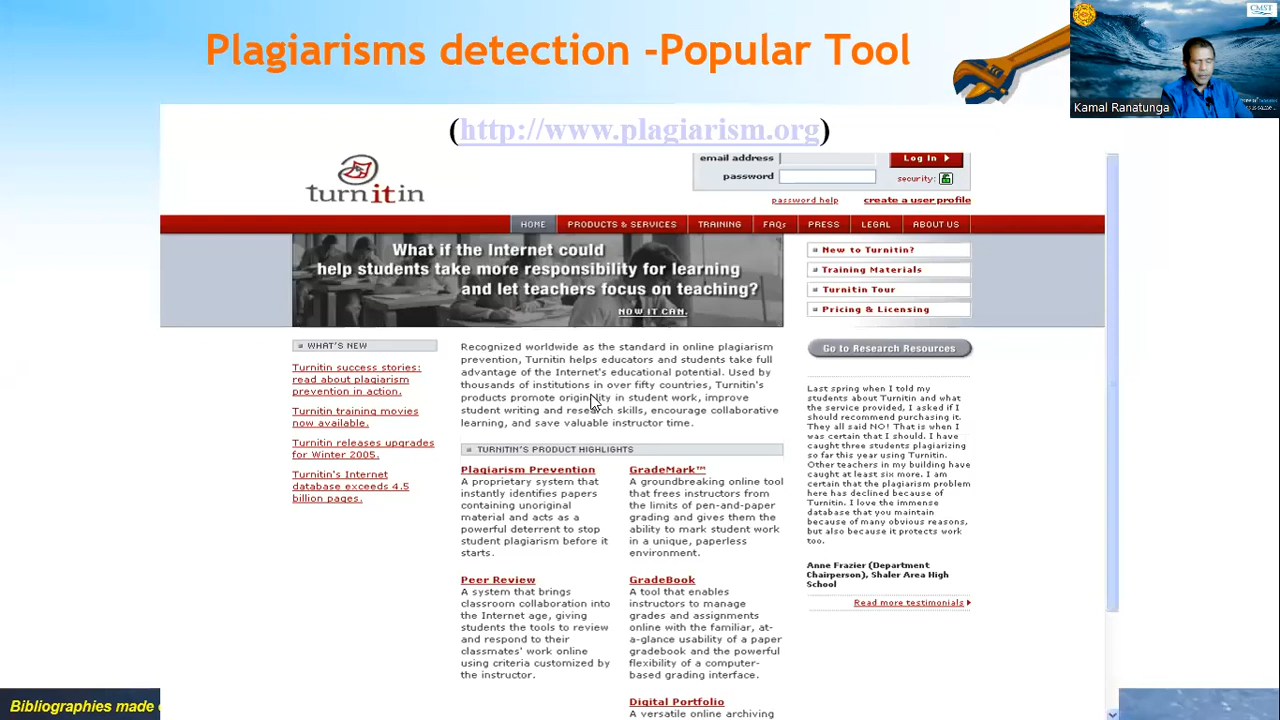 Plagiarisms detection -Popular Tool
CMST
Kamal Ranatunga
(http://www.plagiarism.org)
turnitin
email address
Log In
password
security:
password help
create a user profile
HOME
PRODUCTS & SERVICES
TRAINING
FAQs
PRESS
LEGAL
ABOUT US
What if the Internet could
help students take more responsibility for learning
and let teachers focus on teaching?
NOW IT CAN.
New to Turnitin?
Training Materials
Turnitin Tour
Pricing & Licensing
WHAT'S NEW
Turnitin success stories:
read about plagiarism
prevention in action.
Turnitin training movies
now available.
Turnitin releases upgrades
for Winter 2005.
Turnitin's Internet
database exceeds 4.5
billion pages.
Recognized worldwide as the standard in online plagiarism
prevention, Turnitin helps educators and students take full
advantage of the Internet's educational potential. Used by
thousands of institutions in over fifty countries, Turnitin's
products promote originality in student work, improve
student writing and research skills, encourage collaborative
learning, and save valuable instructor time.
TURNITIN'S PRODUCT HIGHLIGHTS
Plagiarism Prevention
A proprietary system that
instantly identifies papers
containing unoriginal
material and acts as a
powerful deterrent to stop
student plagiarism before it
starts.
GradeMark™
A groundbreaking online tool
that frees instructors from
the limits of pen-and-paper
grading and gives them the
ability to mark student work
in a unique, paperless
environment.
Peer Review
A system that brings
classroom collaboration into
the Internet age, giving
students the tools to review
and respond to their
classmates' work online
using criteria customized by
the instructor.
GradeBook
A tool that enables
instructors to manage
grades and assignments
online with the familiar, at-
a-glance usability of a paper
gradebook and the powerful
flexibility of a computer-
based grading interface.
Digital Portfolio
A versatile online archiving
Go to Research Resources
Last spring when I told my
students about Turnitin and what
the service provided, I asked if I
should recommend purchasing it.
They all said NO! That is when I
was certain that I should. I have
caught three students plagiarizing
so far this year using Turnitin.
Other teachers in my building have
caught at least six more. I am
certain that the plagiarism problem
here has declined because of
Turnitin. I love the immense
database that you maintain
because of many obvious reasons,
but also because it protects work
too.
Anne Frazier (Department
Chairperson), Shaler Area High
School
Read more testimonials
Bibliographies made